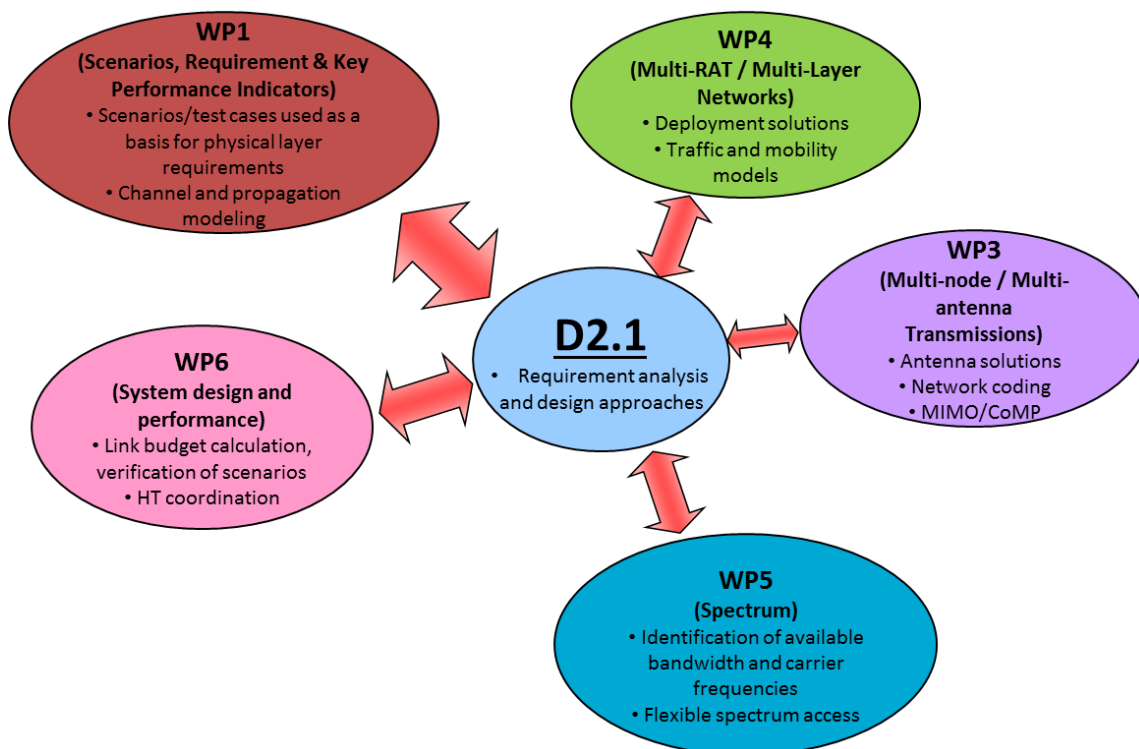 WP1
(Scenarios, Requirement & Key
Performance Indicators)
• Scenarios/test cases used as a
basis for physical layer
requirements
• Channel and propagation
modeling
WP4
(Multi-RAT / Multi-Layer
Networks)
• Deployment solutions
• Traffic and mobility
models
WP3
(Multi-node / Multi-
antenna
Transmissions)
• Antenna solutions
• Network coding
• MIMO/CoMP
D2.1
• Requirement analysis
and design approaches
WP6
(System design and
performance)
• Link budget calculation,
verification of scenarios
• HT coordination
WP5
(Spectrum)
• Identification of available
bandwidth and carrier
frequencies
• Flexible spectrum access